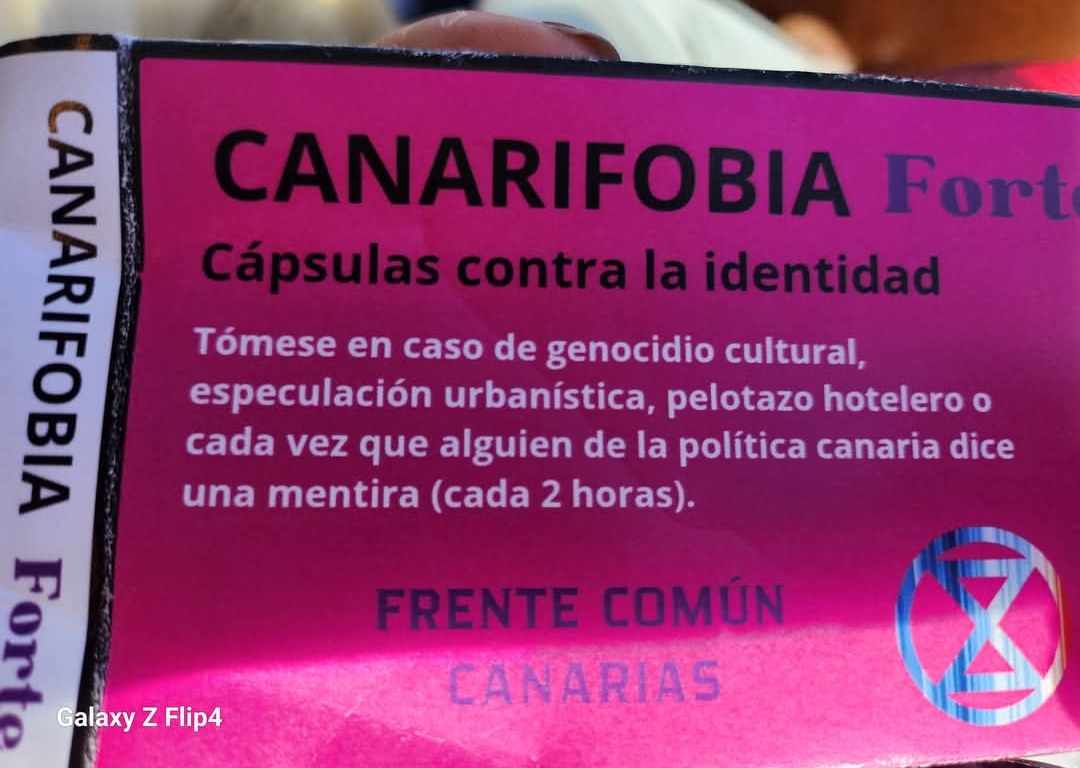 CANARIFOBIA Forte
CANARIFOBIA Forte
Cápsulas contra la identidad
Tómese en caso de genocidio cultural,
especulación urbanística, pelotazo hotelero o
cada vez que alguien de la política canaria dice
una mentira (cada 2 horas).
FRENTE COMÚN
CANARIAS
Galaxy Z Flip4